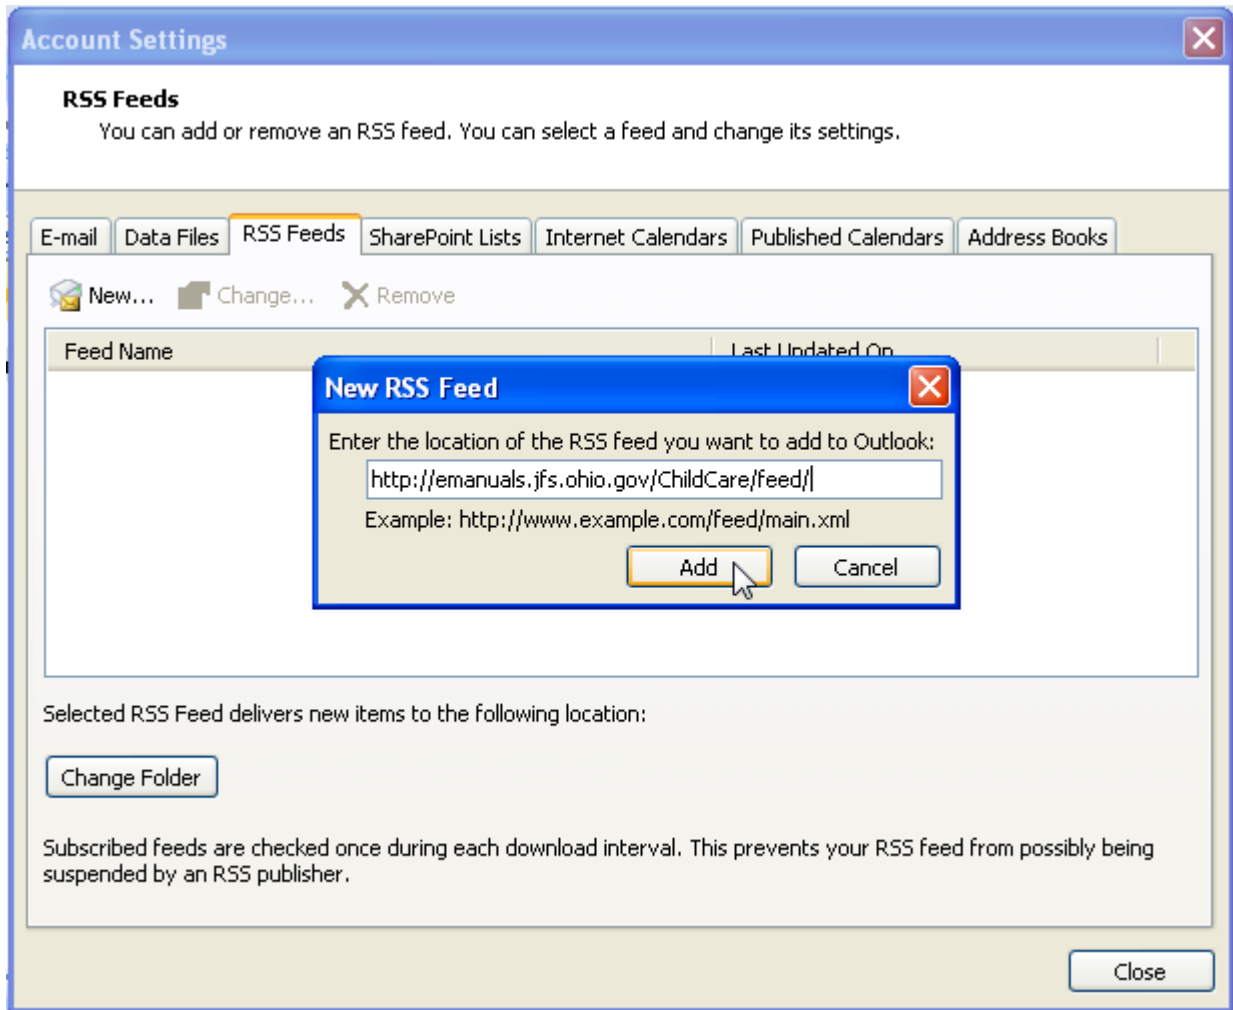 Account Settings
RSS Feeds
You can add or remove an RSS feed. You can select a feed and change its settings.
E-mail Data Files RSS Feeds SharePoint Lists Internet Calendars Published Calendars Address Books
New... Change... Remove
Feed Name Last Updated On
New RSS Feed
Enter the location of the RSS feed you want to add to Outlook:
http://emanuals.jfs.ohio.gov/ChildCare/feed/
Example: http://www.example.com/feed/main.xml
Add Cancel
Selected RSS Feed delivers new items to the following location:
Change Folder
Subscribed feeds are checked once during each download interval. This prevents your RSS feed from possibly being
suspended by an RSS publisher.
Close